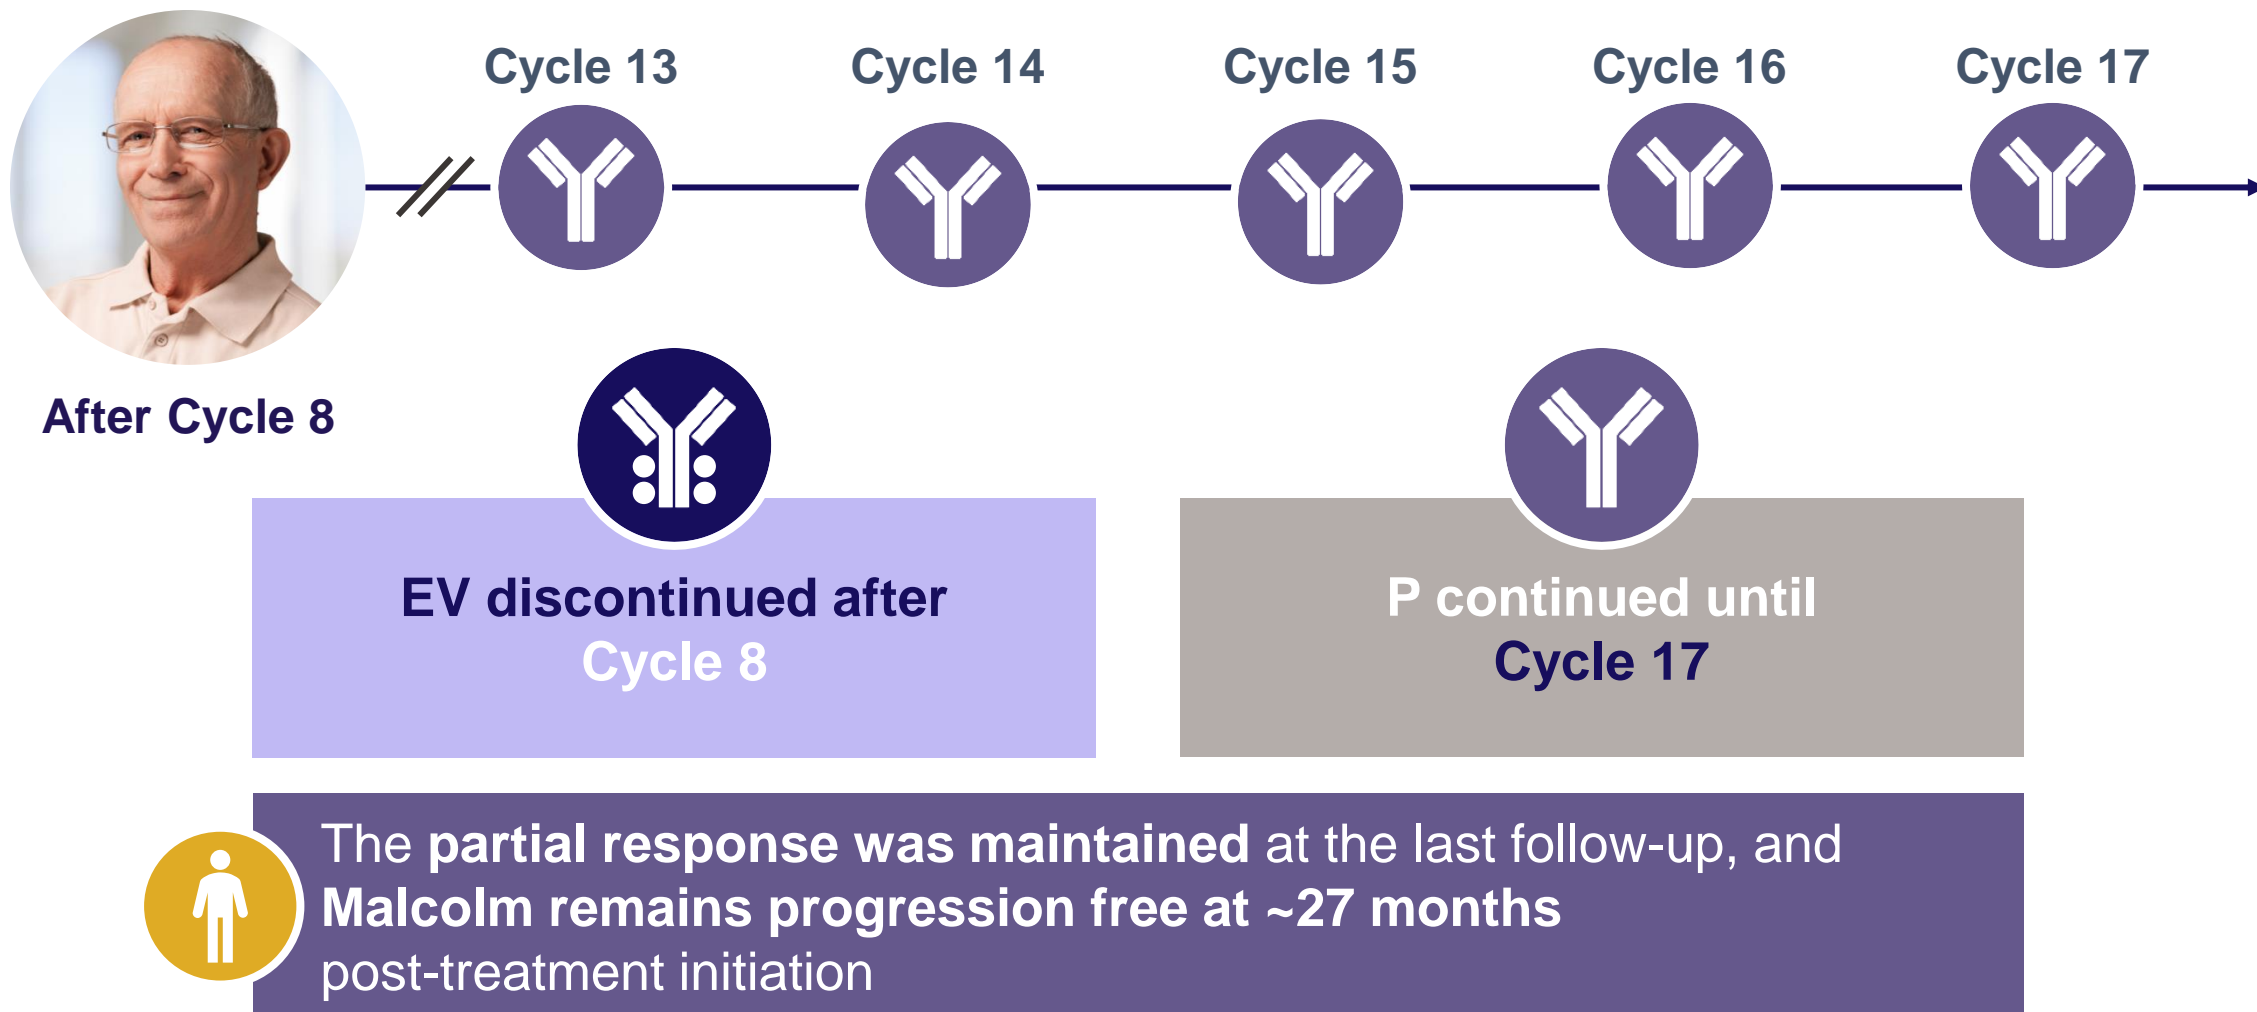 Cycle 13
Cycle 14
Cycle 15
Cycle 16
Cycle 17
After Cycle 8
EV discontinued after
Cycle 8
P continued until
Cycle 17
The partial response was maintained at the last follow-up, and
Malcolm remains progression free at ~27 months
post-treatment initiation